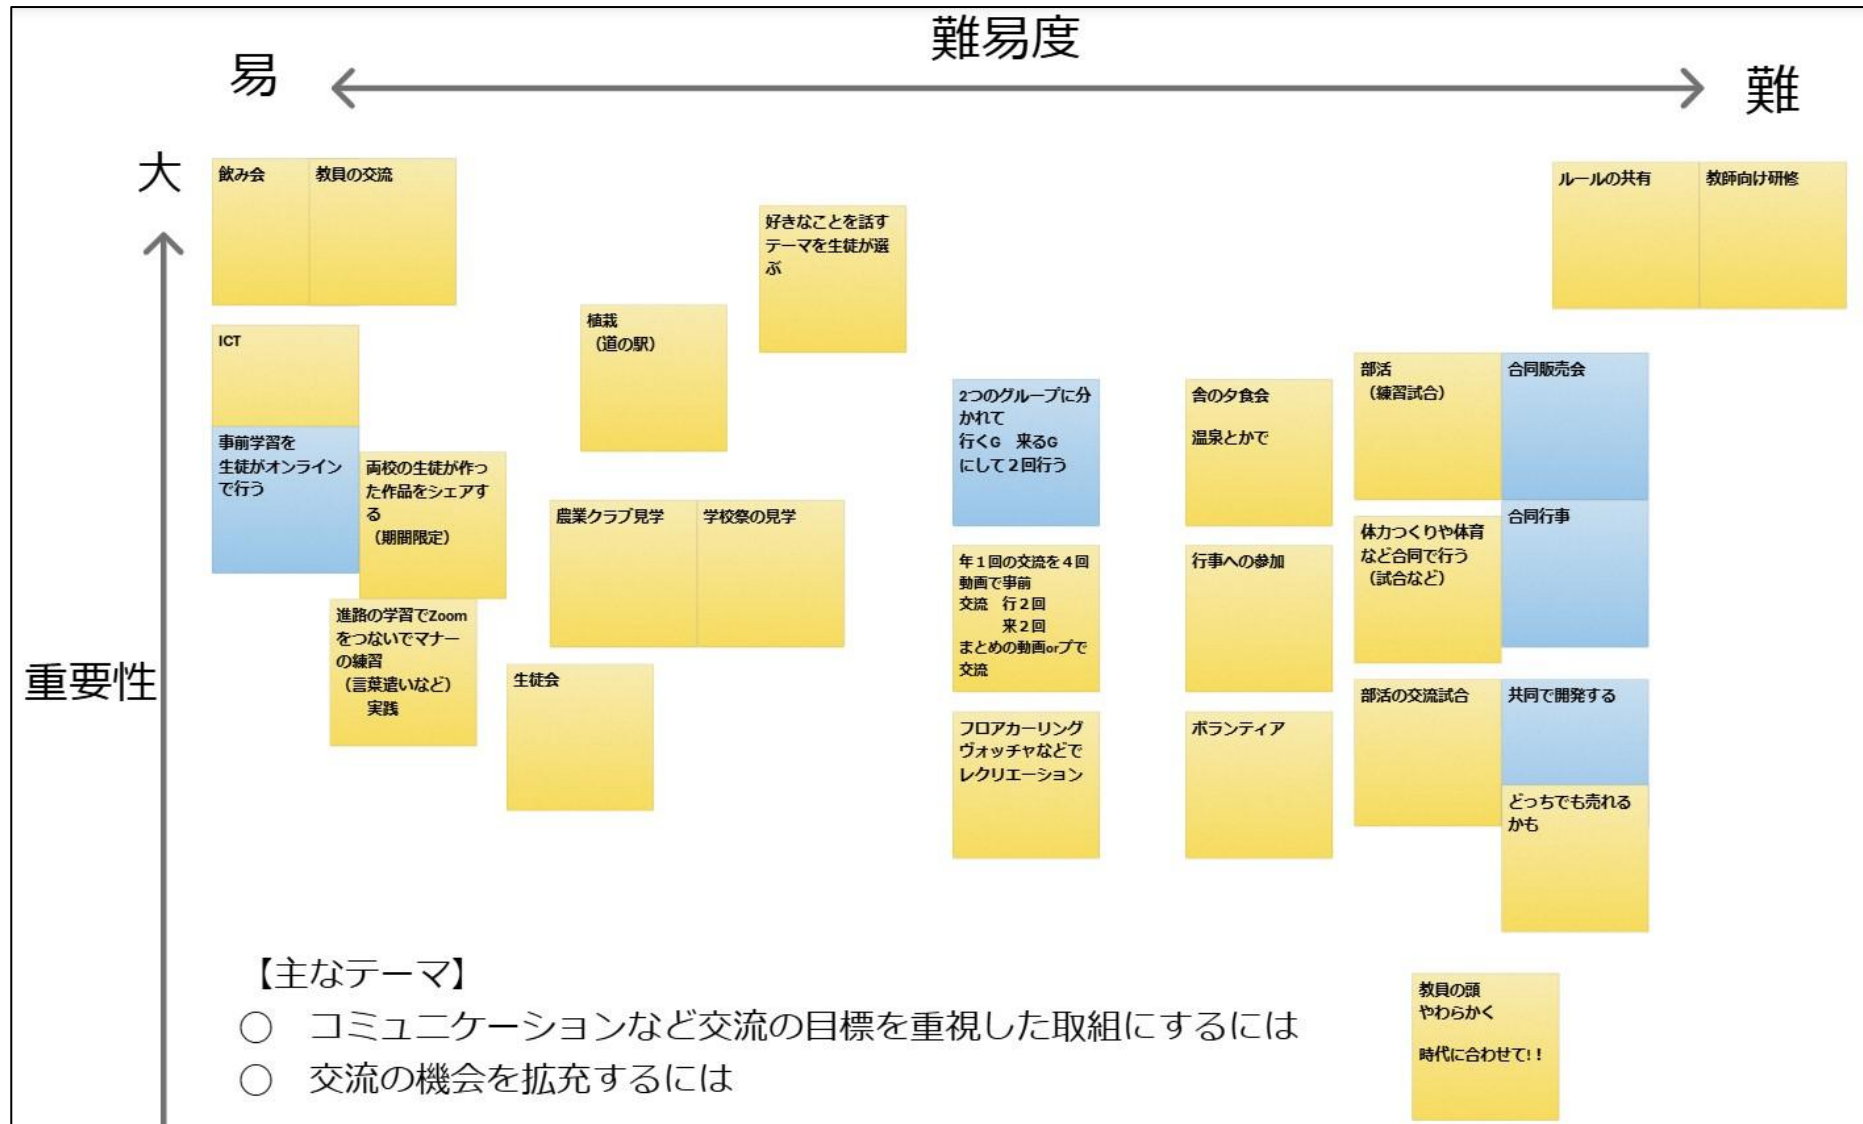 難易度
易
難
大
重要性
飲み会
教員の交流
ICT
事前学習を
生徒がオンライン
で行う
両校の生徒が作っ
た作品をシェアす
る
（期間限定）
進路の学習でZoom
をつないでマナー
の練習
（言葉遣いなど）
実践
植栽
（道の駅）
好きなことを話す
テーマを生徒が選
ぶ
農業クラブ見学
学校祭の見学
生徒会
2つのグループに分
かれて
行くG　来るG
にして２回行う
年１回の交流を４回
動画で事前
交流　行２回
来２回
まとめの動画orプで
交流
フロアカーリング
ヴォッチャなどで
レクリエーション
舎の夕食会
温泉とかで
行事への参加
ボランティア
ルールの共有
教師向け研修
部活
（練習試合）
合同販売会
体力つくりや体育
など合同で行う
（試合など）
合同行事
部活の交流試合
共同で開発する
どっちでも売れる
かも
教員の頭
やわらかく
時代に合わせて!！
【主なテーマ】
○　コミュニケーションなど交流の目標を重視した取組にするには
○　交流の機会を拡充するには